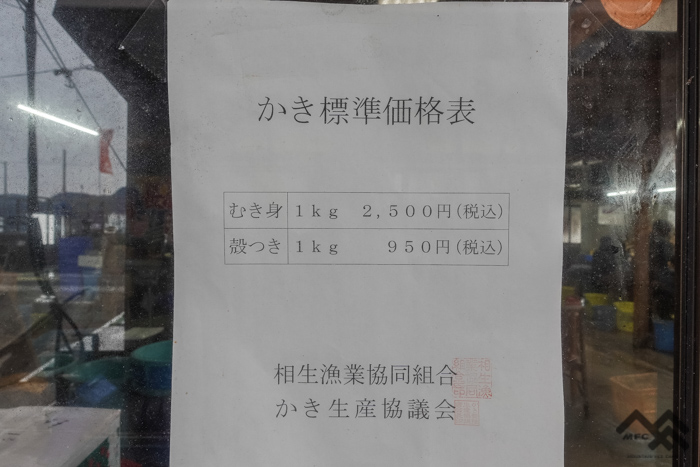 かき標準価格表
むき身 1kg 2,500円(税込)
殻つき 1kg 950円(税込)
相生漁業協同組合
かき生産協議会
MFC